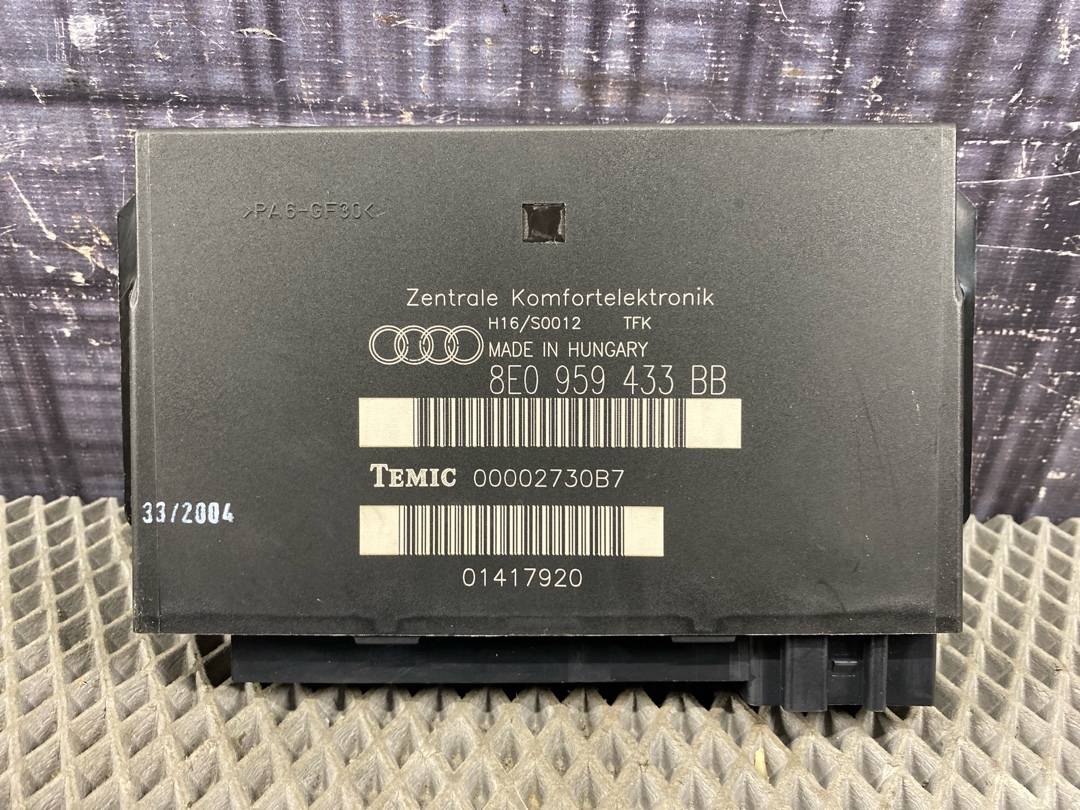 >PA6-GF30<
Zentrale Komfortelektronik
H16/S0012 TFK
MADE IN HUNGARY
8E0 959 433 BB
TEMIC 00002730B7
33/2004
01417920